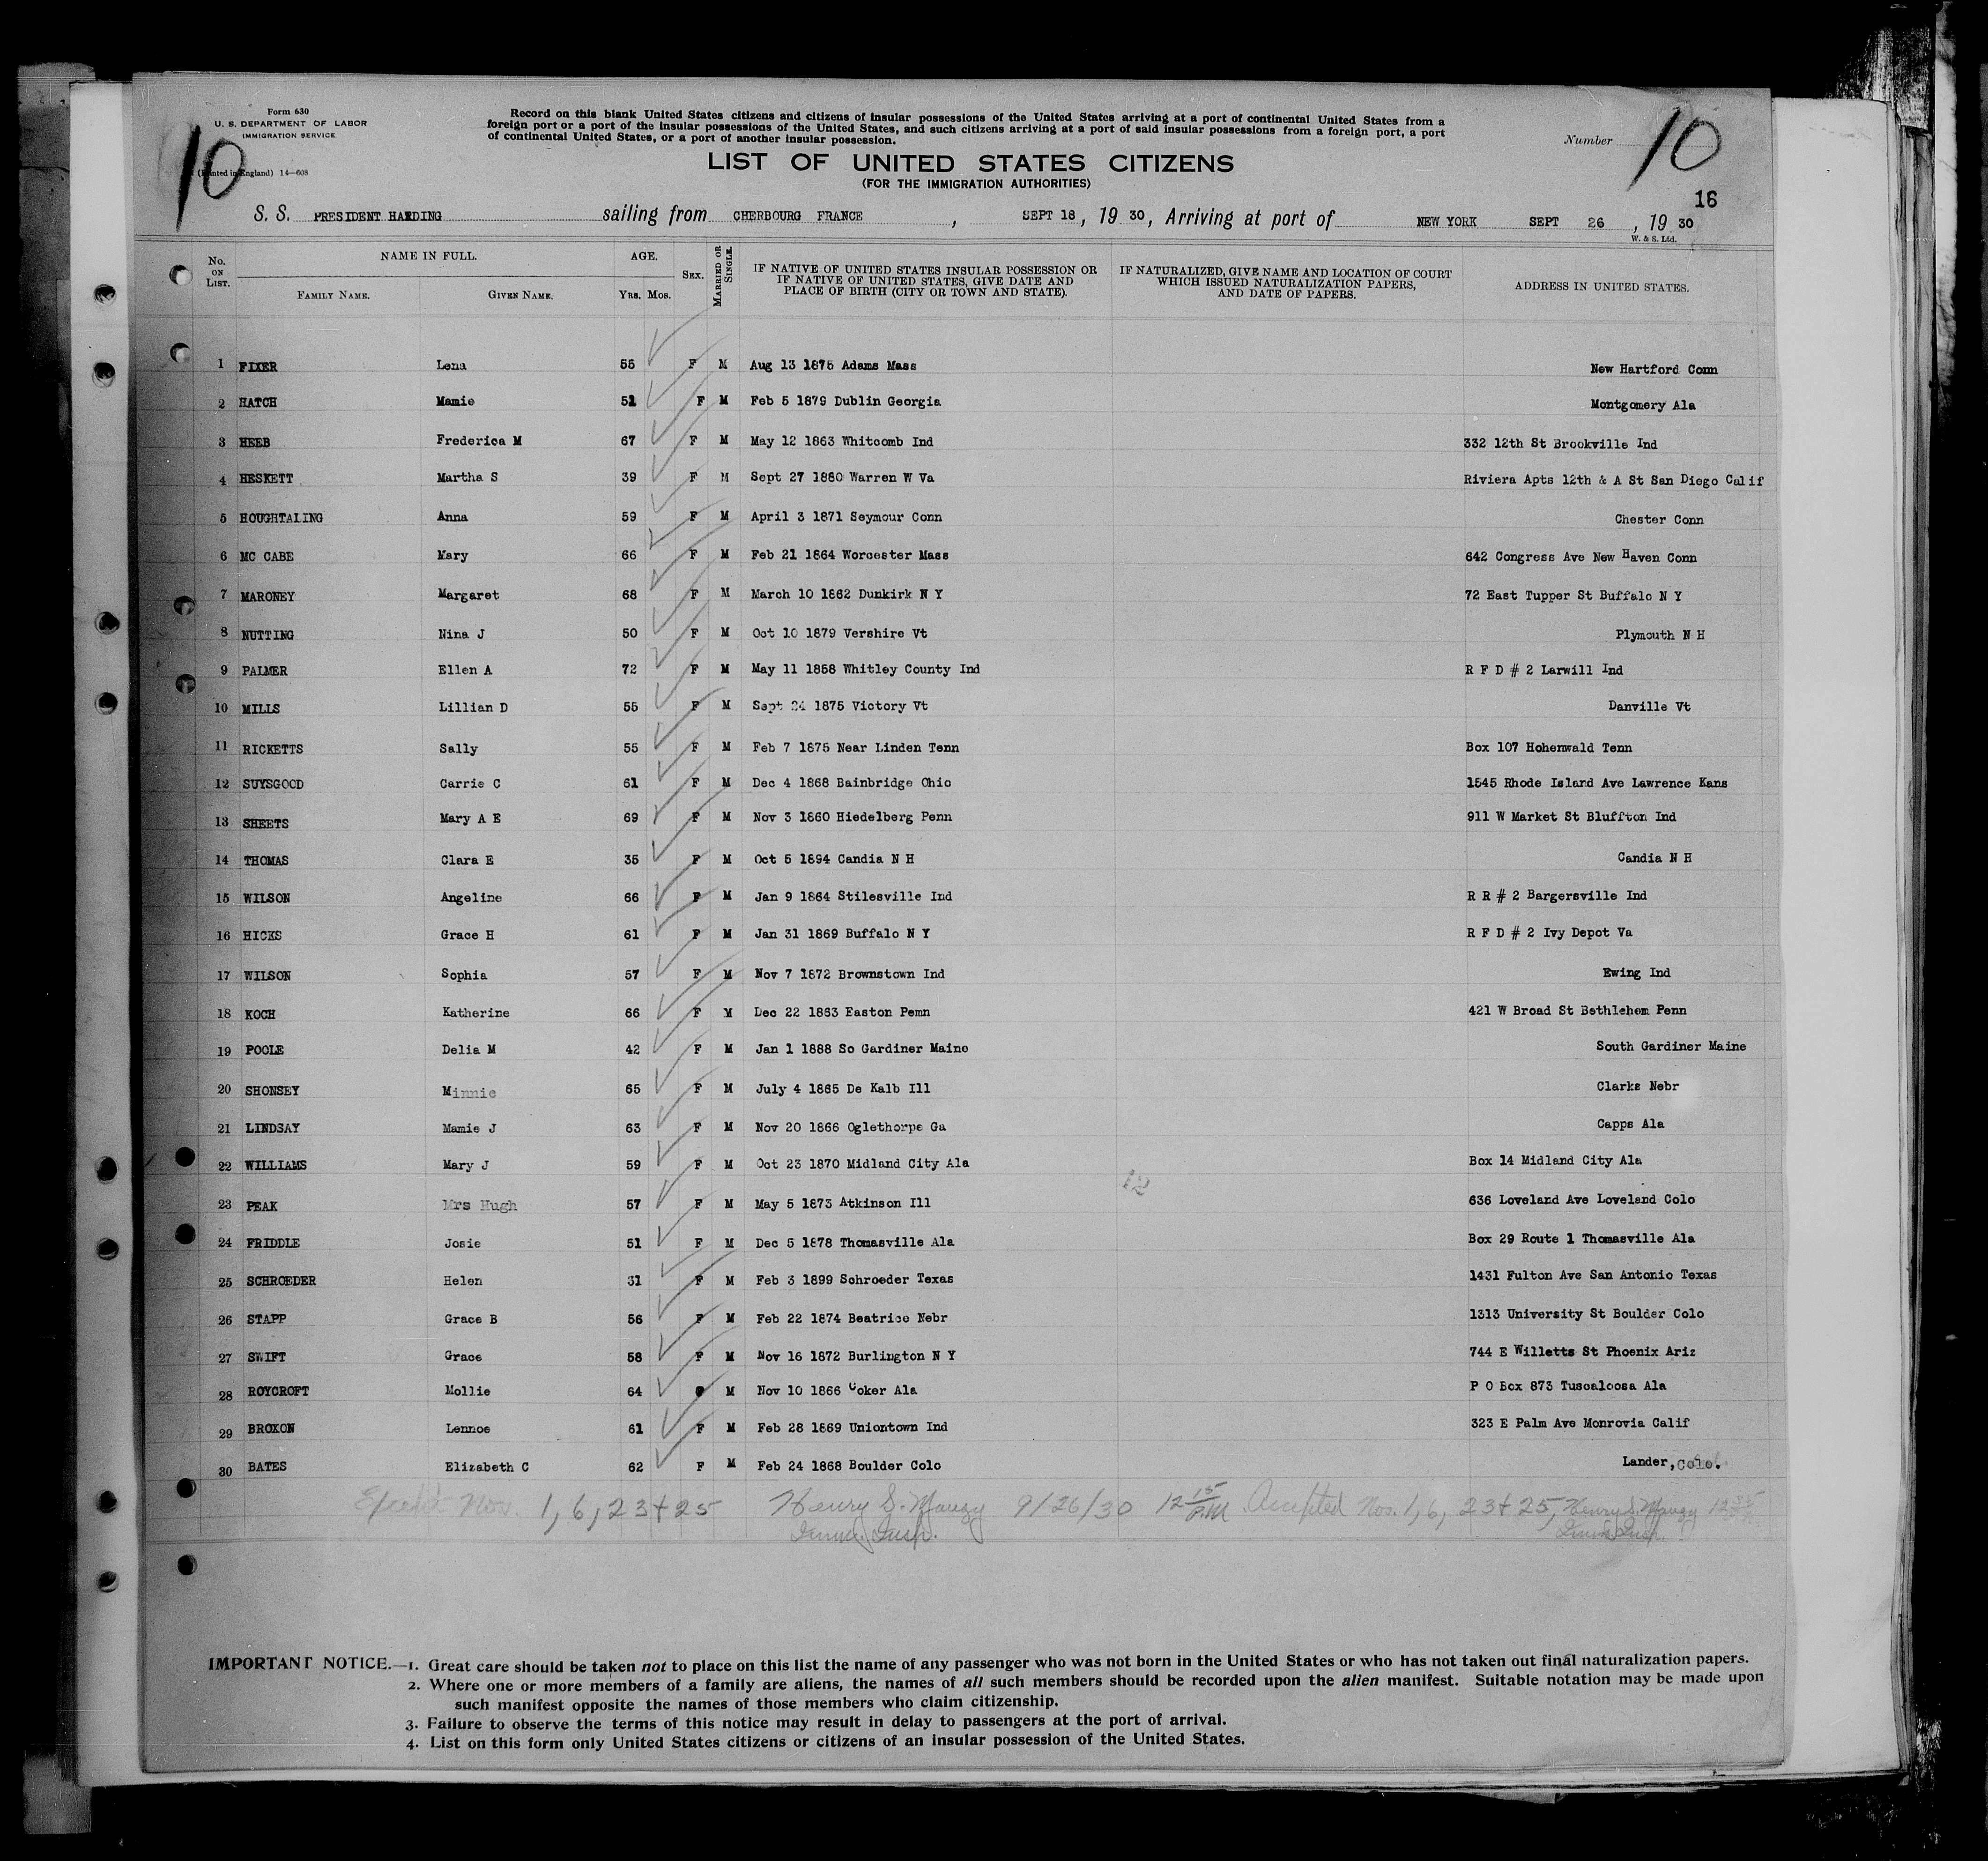 Form 630
U. S. DEPARTMENT OF LABOR
IMMIGRATION SERVICE
(Printed in England) 14—608
10
Record on this blank United States citizens and citizens of insular possessions of the United States arriving at a port of continental United States from a
foreign port or a port of the insular possessions of the United States, and such citizens arriving at a port of said insular possessions from a foreign port, a port
of continental United States, or a port of another insular possession.
Number 10
LIST OF UNITED STATES CITIZENS
(FOR THE IMMIGRATION AUTHORITIES)
16
S. S. PRESIDENT HARDING sailing from CHERBOURG FRANCE, SEPT 18, 19 30, Arriving at port of NEW YORK SEPT 26, 19 30
W. & S. Ltd.
No. ON LIST. NAME IN FULL. FAMILY NAME. GIVEN NAME. AGE. YRS. MOS. SEX. MARRIED OR SINGLE. IF NATIVE OF UNITED STATES INSULAR POSSESSION OR IF NATIVE OF UNITED STATES, GIVE DATE AND PLACE OF BIRTH (CITY OR TOWN AND STATE). IF NATURALIZED, GIVE NAME AND LOCATION OF COURT WHICH ISSUED NATURALIZATION PAPERS, AND DATE OF PAPERS. ADDRESS IN UNITED STATES.
1 FIXER Lena 55 F M Aug 13 1875 Adams Mass New Hartford Conn
2 HATCH Mamie 51 F M Feb 5 1879 Dublin Georgia Montgomery Ala
3 HEEB Frederica M 67 F M May 12 1863 Whitcomb Ind 332 12th St Brookville Ind
4 HESKETT Martha S 39 F M Sept 27 1880 Warren W Va Riviera Apts 12th & A St San Diego Calif
5 HOUGHTALING Anna 59 F M April 3 1871 Seymour Conn Chester Conn
6 MC CABE Mary 66 F M Feb 21 1864 Worcester Mass 642 Congress Ave New Haven Conn
7 MARONEY Margaret 68 F M March 10 1862 Dunkirk N Y 72 East Tupper St Buffalo N Y
8 NUTTING Nina J 50 F M Oct 10 1879 Vershire Vt Plymouth N H
9 PALMER Ellen A 72 F M May 11 1858 Whitley County Ind R F D # 2 Larwill Ind
10 MILLS Lillian D 55 F M Sept 24 1875 Victory Vt Danville Vt
11 RICKETTS Sally 55 F M Feb 7 1875 Near Linden Tenn Box 107 Hohenwald Tenn
12 SUYSGOOD Carrie C 61 F M Dec 4 1868 Bainbridge Ohio 1545 Rhode Island Ave Lawrence Kans
13 SHEETS Mary A E 69 F M Nov 3 1860 Hiedelberg Penn 911 W Market St Bluffton Ind
14 THOMAS Clara E 35 F M Oct 5 1894 Candia N H Candia N H
15 WILSON Angeline 66 F M Jan 9 1864 Stilesville Ind R R # 2 Bargersville Ind
16 HICKS Grace H 61 F M Jan 31 1869 Buffalo N Y R F D # 2 Ivy Depot Va
17 WILSON Sophia 57 F M Nov 7 1872 Brownstown Ind Ewing Ind
18 KOCH Katherine 66 F M Dec 22 1863 Easton Penn 421 W Broad St Bethlehem Penn
19 POOLE Delia M 42 F M Jan 1 1888 So Gardiner Maine South Gardiner Maine
20 SHONSEY Minnie 65 F M July 4 1865 De Kalb Ill Clarks Nebr
21 LINDSAY Mamie J 63 F M Nov 20 1866 Oglethorpe Ga Capps Ala
22 WILLIAMS Mary J 59 F M Oct 23 1870 Midland City Ala Box 14 Midland City Ala
23 PEAK Mrs Hugh 57 F M May 5 1873 Atkinson Ill 636 Loveland Ave Loveland Colo
24 FRIDDLE Josie 51 F M Dec 5 1878 Thomasville Ala Box 29 Route 1 Thomasville Ala
25 SCHROEDER Helen 31 F M Feb 3 1899 Schroeder Texas 1431 Fulton Ave San Antonio Texas
26 STAPP Grace B 56 F M Feb 22 1874 Beatrice Nebr 1313 University St Boulder Colo
27 SWIFT Grace 58 F M Nov 16 1872 Burlington N Y 744 E Willetts St Phoenix Ariz
28 ROYCROFT Mollie 64 M Nov 10 1866 Coker Ala P O Box 873 Tuscaloosa Ala
29 BROXON Lennoe 61 F M Feb 28 1869 Uniontown Ind 323 E Palm Ave Monrovia Calif
30 BATES Elizabeth C 62 F M Feb 24 1868 Boulder Colo Lander, Colo.
Nos. 1, 6, 23 + 25 Henry S. 9/26/30 12 15 P.M. Accepted Nos. 1, 6, 23 + 25, Henry S.
Insp. Insp.
IMPORTANT NOTICE.—1. Great care should be taken not to place on this list the name of any passenger who was not born in the United States or who has not taken out final naturalization papers.
2. Where one or more members of a family are aliens, the names of all such members should be recorded upon the alien manifest. Suitable notation may be made upon
such manifest opposite the names of those members who claim citizenship.
3. Failure to observe the terms of this notice may result in delay to passengers at the port of arrival.
4. List on this form only United States citizens or citizens of an insular possession of the United States.